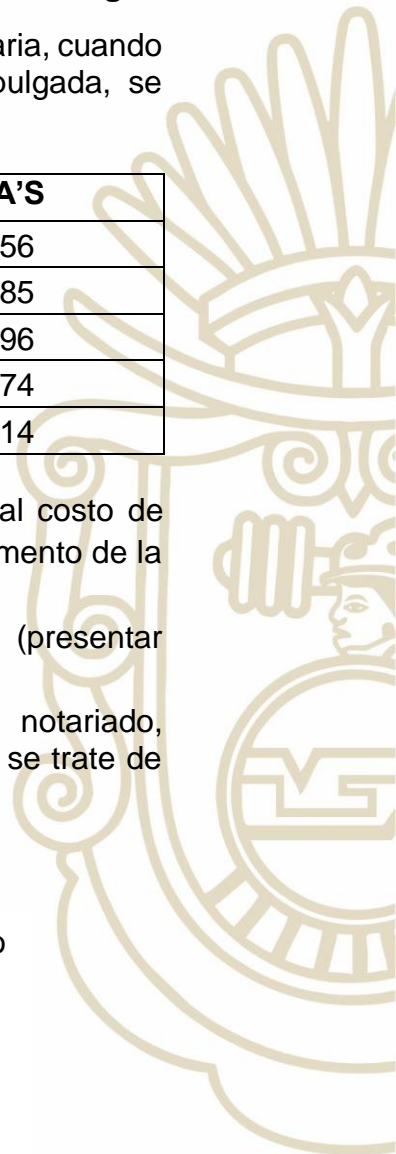 aria, cuando
pulgada, se
A'S
56
85
96
74
14
al costo de
mento de la
(presentar
notariado,
se trate de
o